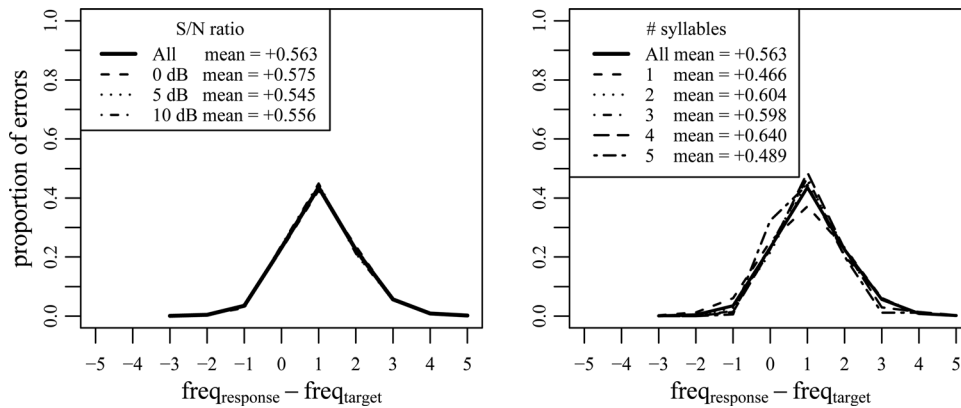 S/N ratio
All mean = +0.563
0 dB mean = +0.575
5 dB mean = +0.545
10 dB mean = +0.556
proportion of errors
0.0 0.2 0.4 0.6 0.8 1.0
−5 −4 −3 −2 −1 0 1 2 3 4 5
freqresponse − freqtarget
# syllables
All mean = +0.563
1 mean = +0.466
2 mean = +0.604
3 mean = +0.598
4 mean = +0.640
5 mean = +0.489
0.0 0.2 0.4 0.6 0.8 1.0
−5 −4 −3 −2 −1 0 1 2 3 4 5
freqresponse − freqtarget